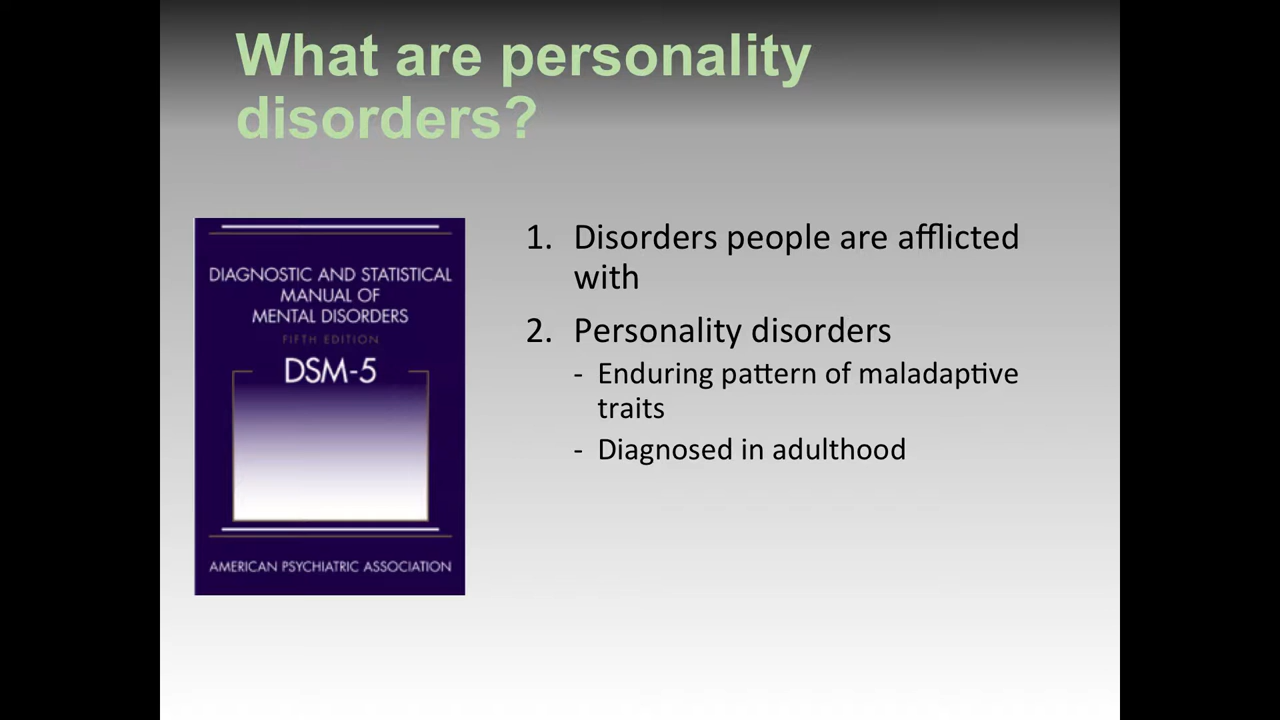 What are personality
disorders?
DIAGNOSTIC AND STATISTICAL
MANUAL OF
MENTAL DISORDERS
FIFTH EDITION
DSM-5
AMERICAN PSYCHIATRIC ASSOCIATION
1. Disorders people are afflicted
with
2. Personality disorders
- Enduring pattern of maladaptive
traits
- Diagnosed in adulthood